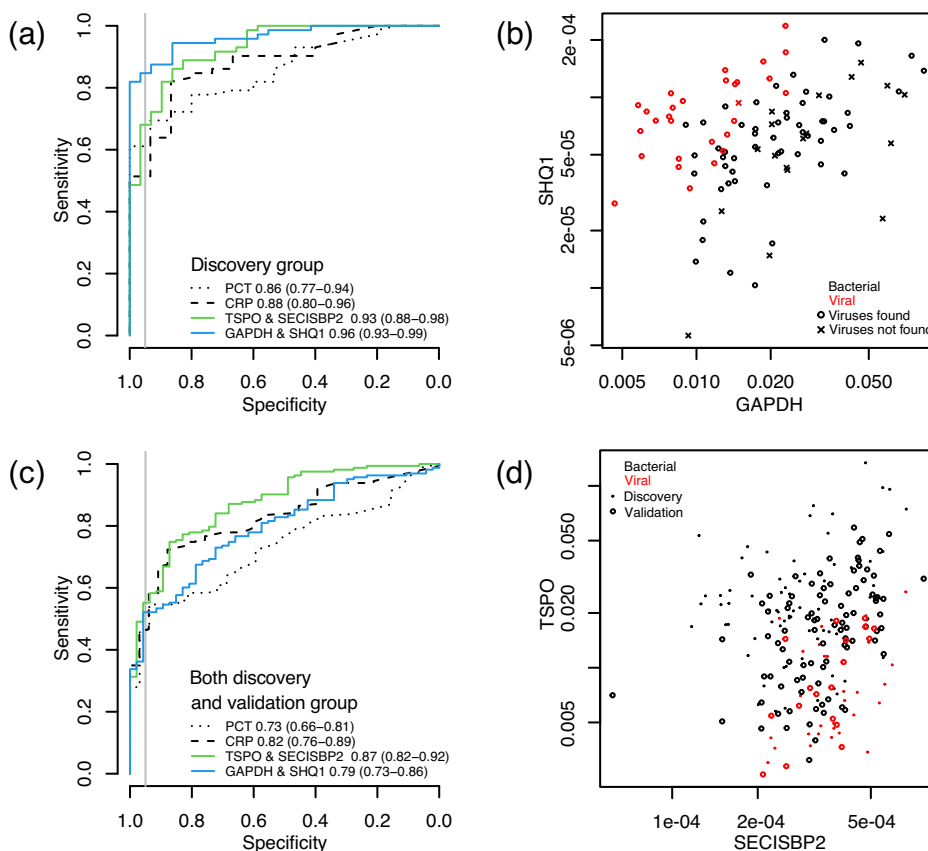 (a)
Sensitivity
0.0 0.2 0.4 0.6 0.8 1.0
Discovery group
PCT 0.86 (0.77–0.94)
CRP 0.88 (0.80–0.96)
TSPO & SECISBP2 0.93 (0.88–0.98)
GAPDH & SHQ1 0.96 (0.93–0.99)
1.0 0.8 0.6 0.4 0.2 0.0
Specificity
(b)
SHQ1
5e-06 2e-05 5e-05 2e-04
Bacterial
Viral
Viruses found
Viruses not found
0.005 0.010 0.020 0.050
GAPDH
(c)
Sensitivity
0.0 0.2 0.4 0.6 0.8 1.0
Both discovery
and validation group
PCT 0.73 (0.66–0.81)
CRP 0.82 (0.76–0.89)
TSPO & SECISBP2 0.87 (0.82–0.92)
GAPDH & SHQ1 0.79 (0.73–0.86)
1.0 0.8 0.6 0.4 0.2 0.0
Specificity
(d)
TSPO
0.005 0.020 0.050
Bacterial
Viral
Discovery
Validation
1e-04 2e-04 5e-04
SECISBP2